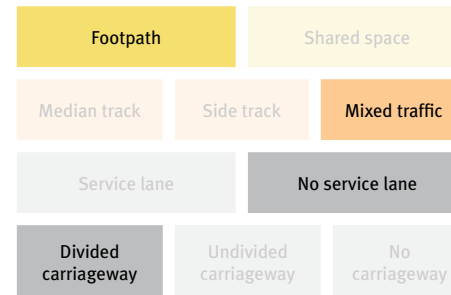 Footpath
Shared space
Median track
Side track
Mixed traffic
Service lane
No service lane
Divided
carriageway
Undivided
carriageway
No
carriageway